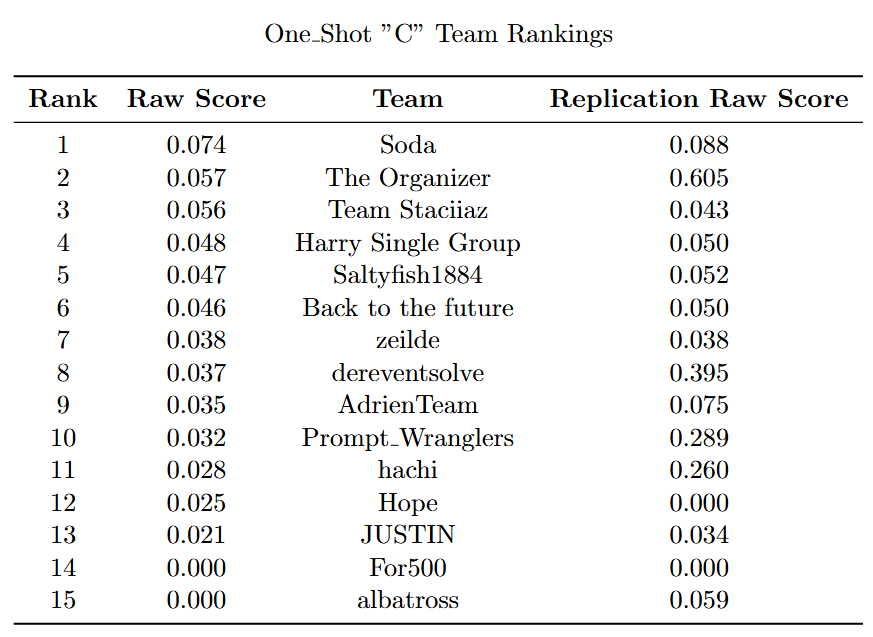 One_Shot ”C” Team Rankings
Rank Raw Score Team Replication Raw Score
1 0.074 Soda 0.088
2 0.057 The Organizer 0.605
3 0.056 Team Staciiaz 0.043
4 0.048 Harry Single Group 0.050
5 0.047 Saltyfish1884 0.052
6 0.046 Back to the future 0.050
7 0.038 zeilde 0.038
8 0.037 dereventsolve 0.395
9 0.035 AdrienTeam 0.075
10 0.032 Prompt_Wranglers 0.289
11 0.028 hachi 0.260
12 0.025 Hope 0.000
13 0.021 JUSTIN 0.034
14 0.000 For500 0.000
15 0.000 albatross 0.059